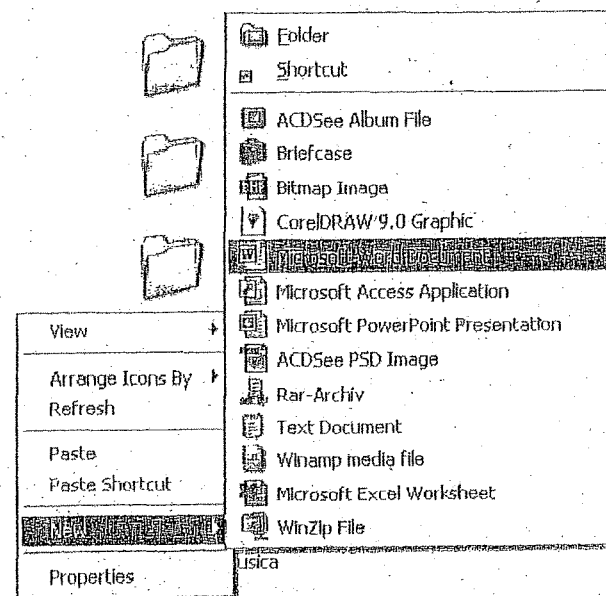 Folder
Shortcut
ACDSee Album File
Briefcase
Bitmap Image
CorelDRAW 9.0 Graphic
Microsoft Word Document
Microsoft Access Application
Microsoft PowerPoint Presentation
ACDSee PSD Image
Rar-Archiv
Text Document
Winamp media file
Microsoft Excel Worksheet
WinZip File
View
Arrange Icons By
Refresh
Paste
Paste Shortcut
New
Properties
usica